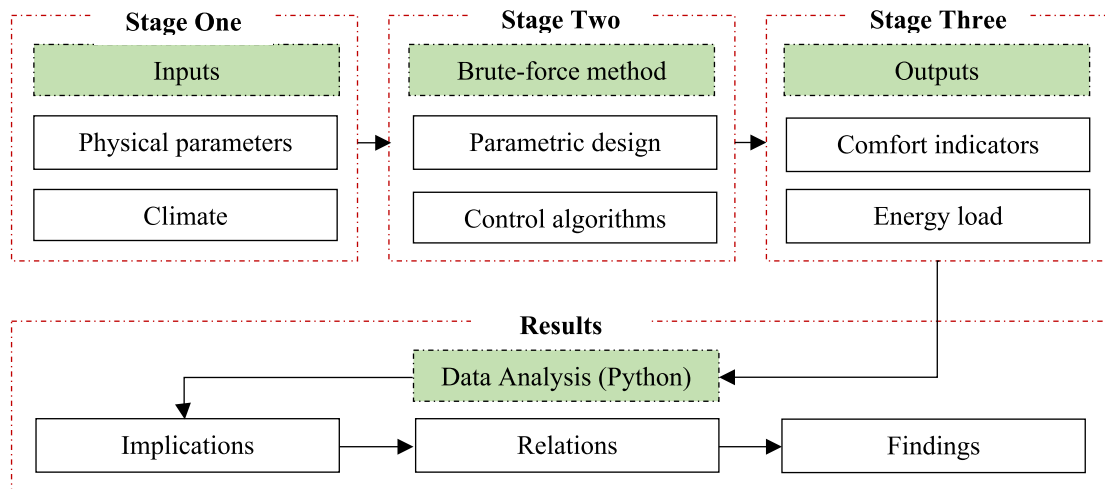 Stage One
Inputs
Physical parameters
Climate
Stage Two
Brute-force method
Parametric design
Control algorithms
Stage Three
Outputs
Comfort indicators
Energy load
Results
Data Analysis (Python)
Implications
Relations
Findings